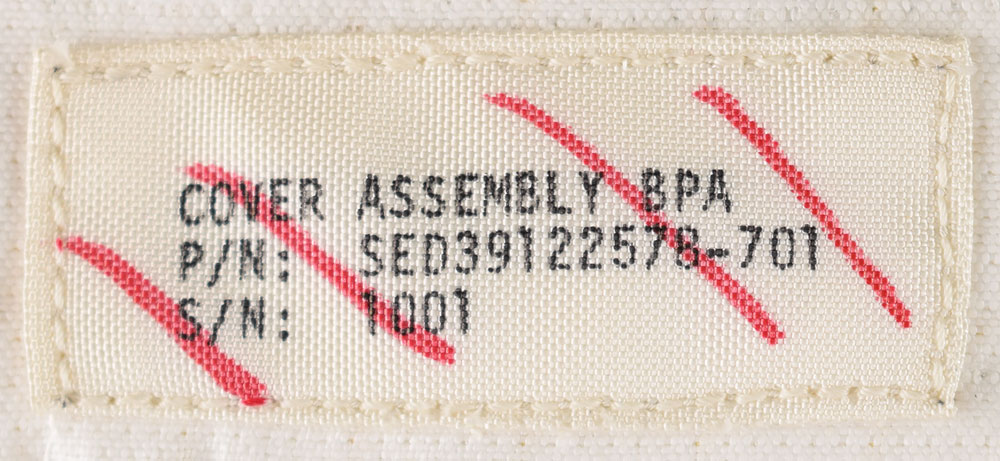 COVER ASSEMBLY BPA
P/N: SED39122578-701
S/N: 1001